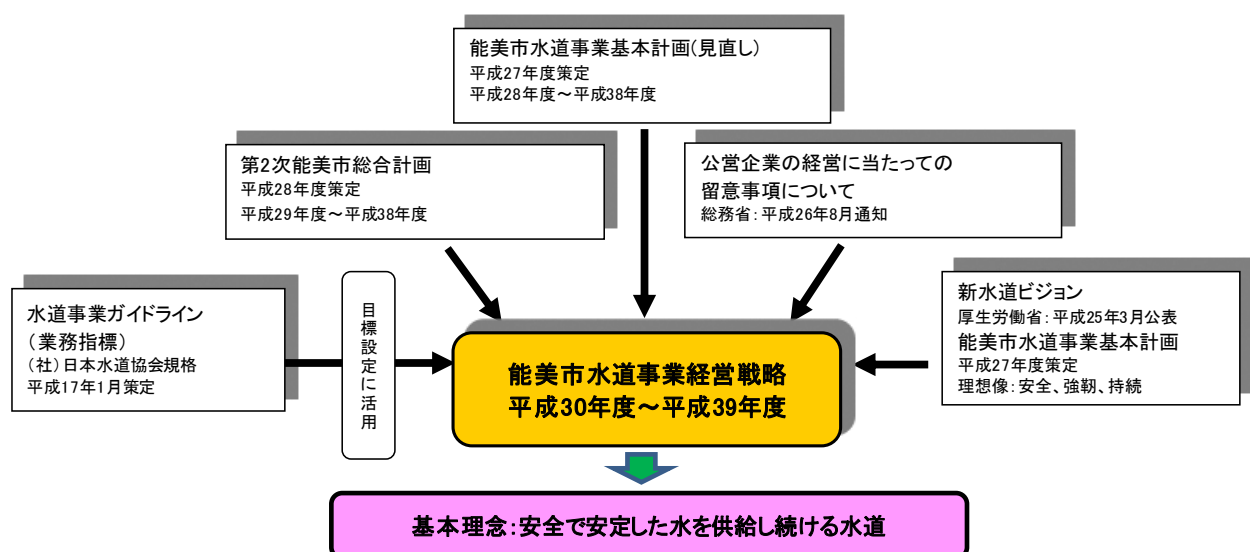 能美市水道事業基本計画(見直し)
平成27年度策定
平成28年度～平成38年度
第2次能美市総合計画
平成28年度策定
平成29年度～平成38年度
公営企業の経営に当たっての
留意事項について
総務省：平成26年8月通知
水道事業ガイドライン
（業務指標）
(社)日本水道協会規格
平成17年1月策定
目標設定に活用
新水道ビジョン
厚生労働省：平成25年3月公表
能美市水道事業基本計画
平成27年度策定
理想像：安全、強靭、持続
能美市水道事業経営戦略
平成30年度～平成39年度
基本理念：安全で安定した水を供給し続ける水道